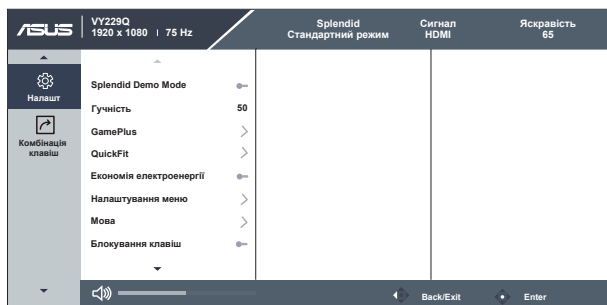 ASUS
VY229Q
1920 x 1080 | 75 Hz
Splendid
Стандартний режим
Сигнал
HDMI
Яскравість
65
Налашт
Комбінація
клавіш
Splendid Demo Mode
Гучність 50
GamePlus
QuickFit
Економія електроенергії
Налаштування меню
Мова
Блокування клавіш
Back/Exit
Enter